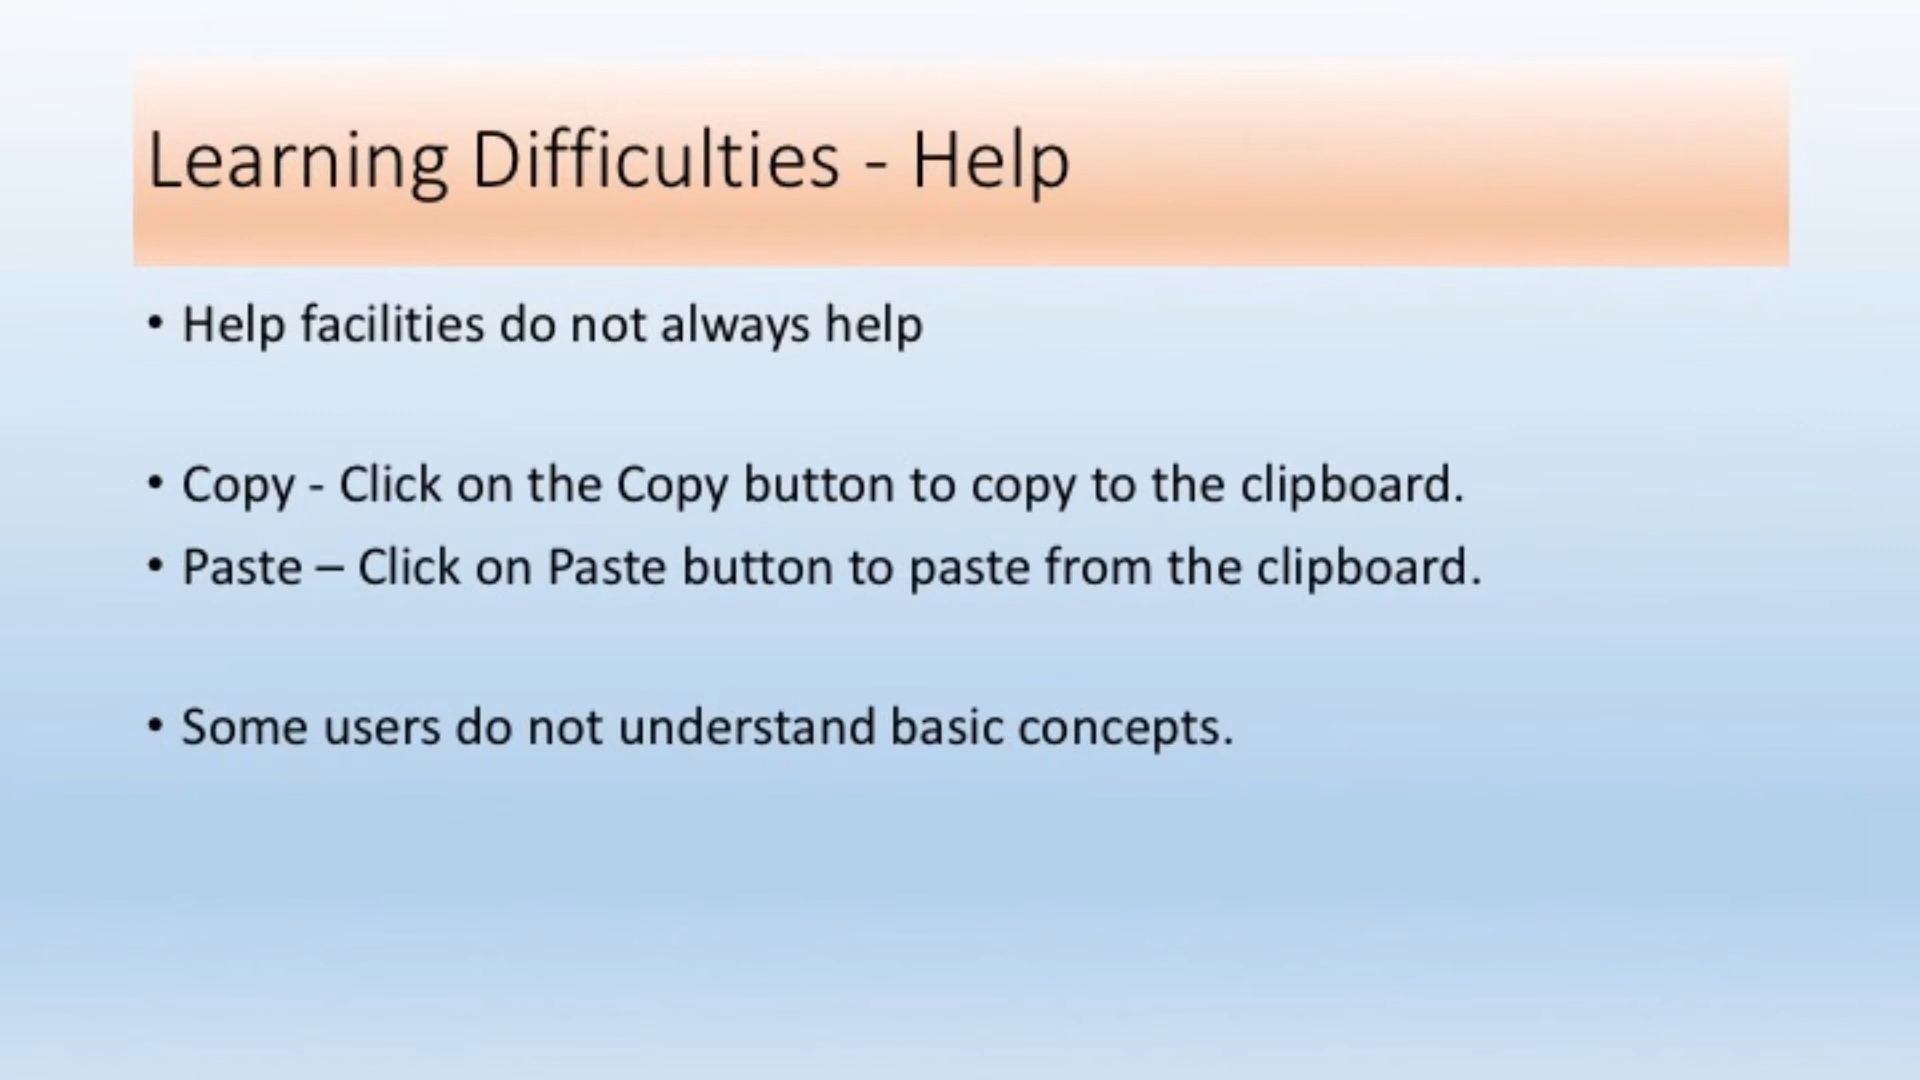 Learning Difficulties - Help
• Help facilities do not always help
• Copy - Click on the Copy button to copy to the clipboard.
• Paste – Click on Paste button to paste from the clipboard.
• Some users do not understand basic concepts.